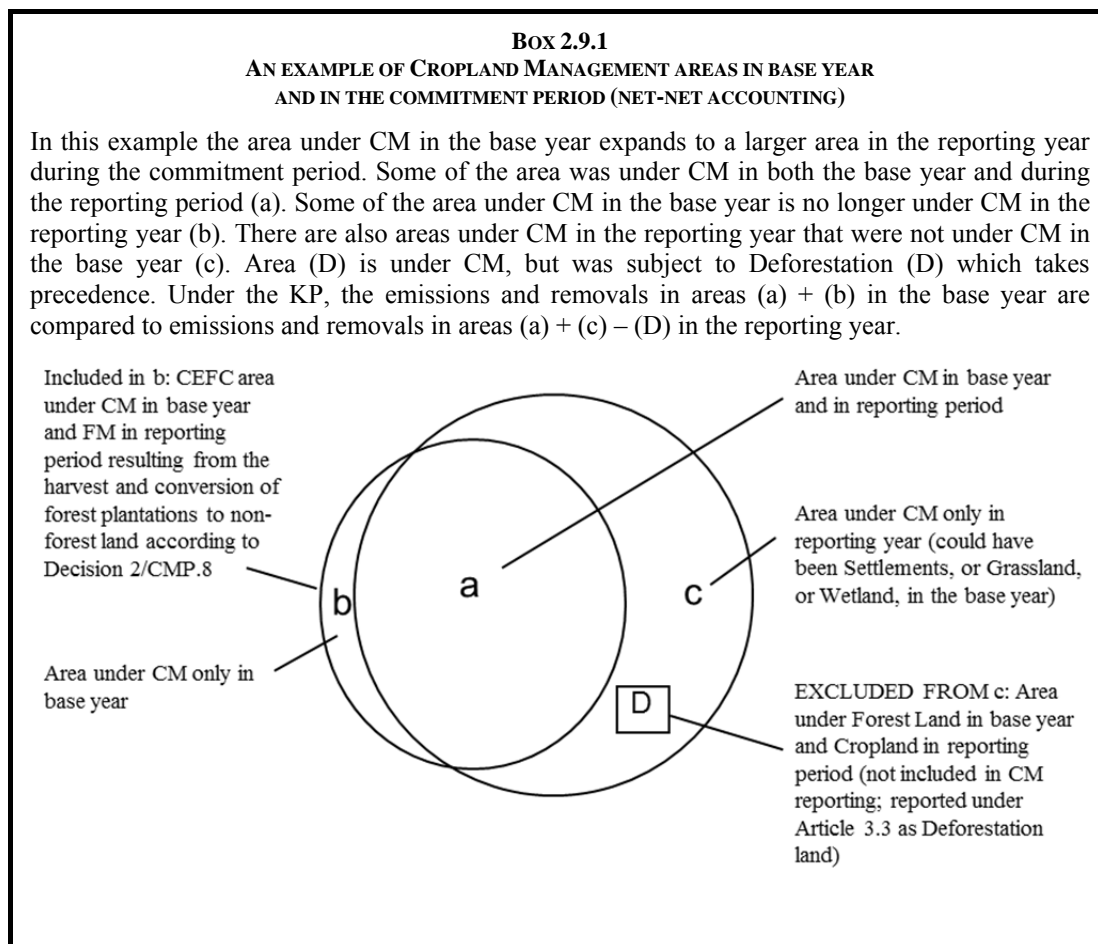 BOX 2.9.1
AN EXAMPLE OF CROPLAND MANAGEMENT AREAS IN BASE YEAR
AND IN THE COMMITMENT PERIOD (NET-NET ACCOUNTING)
In this example the area under CM in the base year expands to a larger area in the reporting year
during the commitment period. Some of the area was under CM in both the base year and during
the reporting period (a). Some of the area under CM in the base year is no longer under CM in the
reporting year (b). There are also areas under CM in the reporting year that were not under CM in
the base year (c). Area (D) is under CM, but was subject to Deforestation (D) which takes
precedence. Under the KP, the emissions and removals in areas (a) + (b) in the base year are
compared to emissions and removals in areas (a) + (c) – (D) in the reporting year.
Included in b: CEFC area
under CM in base year
and FM in reporting
period resulting from the
harvest and conversion of
forest plantations to non-
forest land according to
Decision 2/CMP.8
Area under CM only in
base year
b
a
c
D
Area under CM in base year
and in reporting period
Area under CM only in
reporting year (could have
been Settlements, or Grassland,
or Wetland, in the base year)
EXCLUDED FROM c: Area
under Forest Land in base year
and Cropland in reporting
period (not included in CM
reporting; reported under
Article 3.3 as Deforestation
land)